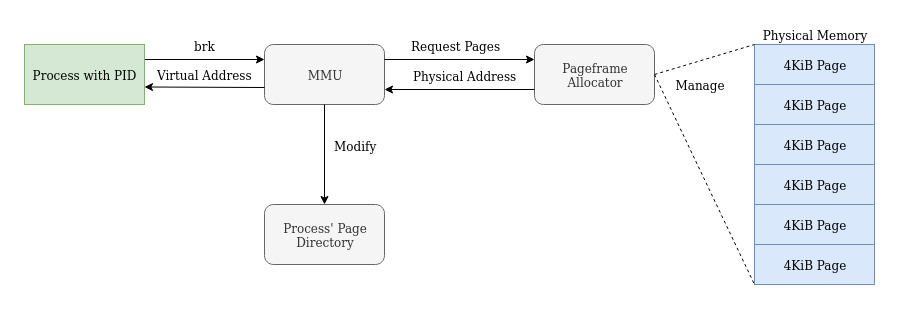 Physical Memory
brk
Request Pages
Process with PID
Virtual Address
MMU
Physical Address
Pageframe
Allocator
Manage
4KiB Page
4KiB Page
4KiB Page
4KiB Page
4KiB Page
4KiB Page
Modify
Process' Page
Directory